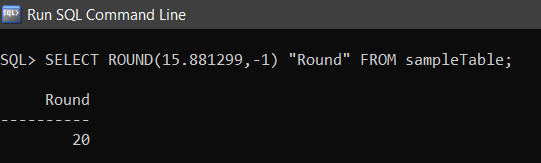 Run SQL Command Line
SQL> SELECT ROUND(15.881299,-1) "Round" FROM sampleTable;
Round
----------
20